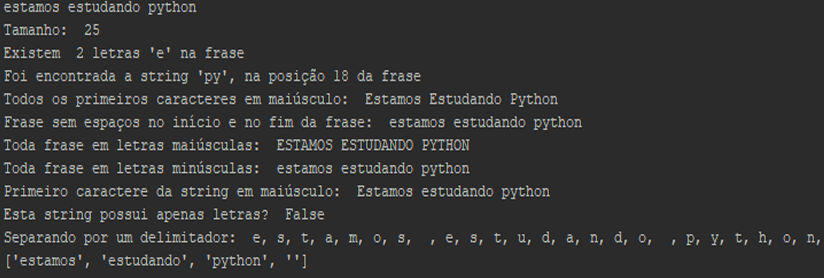 estamos estudando python
Tamanho:  25
Existem  2 letras 'e' na frase
Foi encontrada a string 'py', na posição 18 da frase
Todos os primeiros caracteres em maiúsculo:  Estamos Estudando Python
Frase sem espaços no início e no fim da frase:  estamos estudando python
Toda frase em letras maiúsculas:  ESTAMOS ESTUDANDO PYTHON
Toda frase em letras minúsculas:  estamos estudando python
Primeiro caractere da string em maiúsculo:  Estamos estudando python
Esta string possui apenas letras?  False
Separando por um delimitador:  e, s, t, a, m, o, s,  , e, s, t, u, d, a, n, d, o,  , p, y, t, h, o, n,
['estamos', 'estudando', 'python', '']